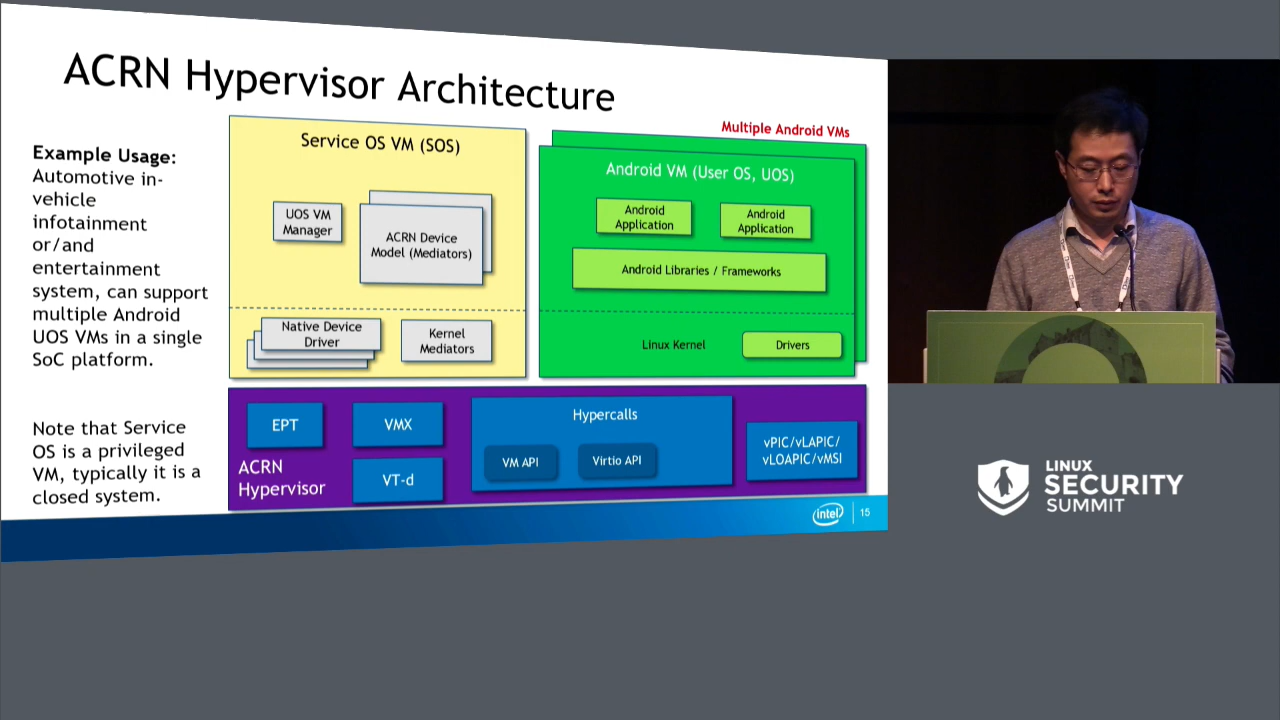 ACRN Hypervisor Architecture
Example Usage:
Automotive in-
vehicle
infotainment
or/and
entertainment
system, can support
multiple Android
UOS VMs in a single
SoC platform.
Note that Service
OS is a privileged
VM, typically it is a
closed system.
Service OS VM (SOS)
UOS VM
Manager
ACRN Device
Model (Mediators)
Native Device
Driver
Kernel
Mediators
Multiple Android VMs
Android VM (User OS, UOS)
Android
Application
Android
Application
Android Libraries / Frameworks
Linux Kernel
Drivers
EPT
VMX
VT-d
ACRN
Hypervisor
Hypercalls
VM API
Virtio API
vPIC/vLAPIC/
vLOAPIC/vMSI
intel
15
LINUX
SECURITY
SUMMIT